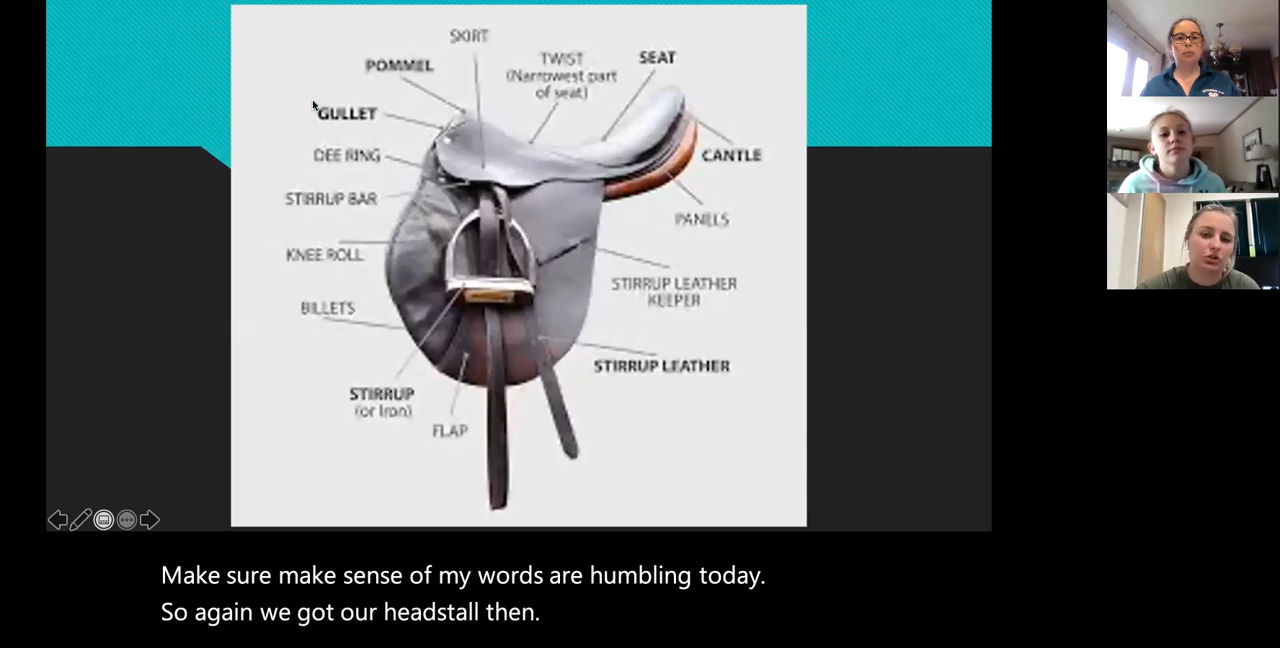 SKIRT
POMMEL
TWIST
(Narrowest part
of seat)
SEAT
GULLET
DEE RING
CANTLE
STIRRUP BAR
PANELS
KNEE ROLL
STIRRUP LEATHER
KEEPER
BILLETS
STIRRUP LEATHER
STIRRUP
(or Iron)
FLAP
Make sure make sense of my words are humbling today.
So again we got our headstall then.